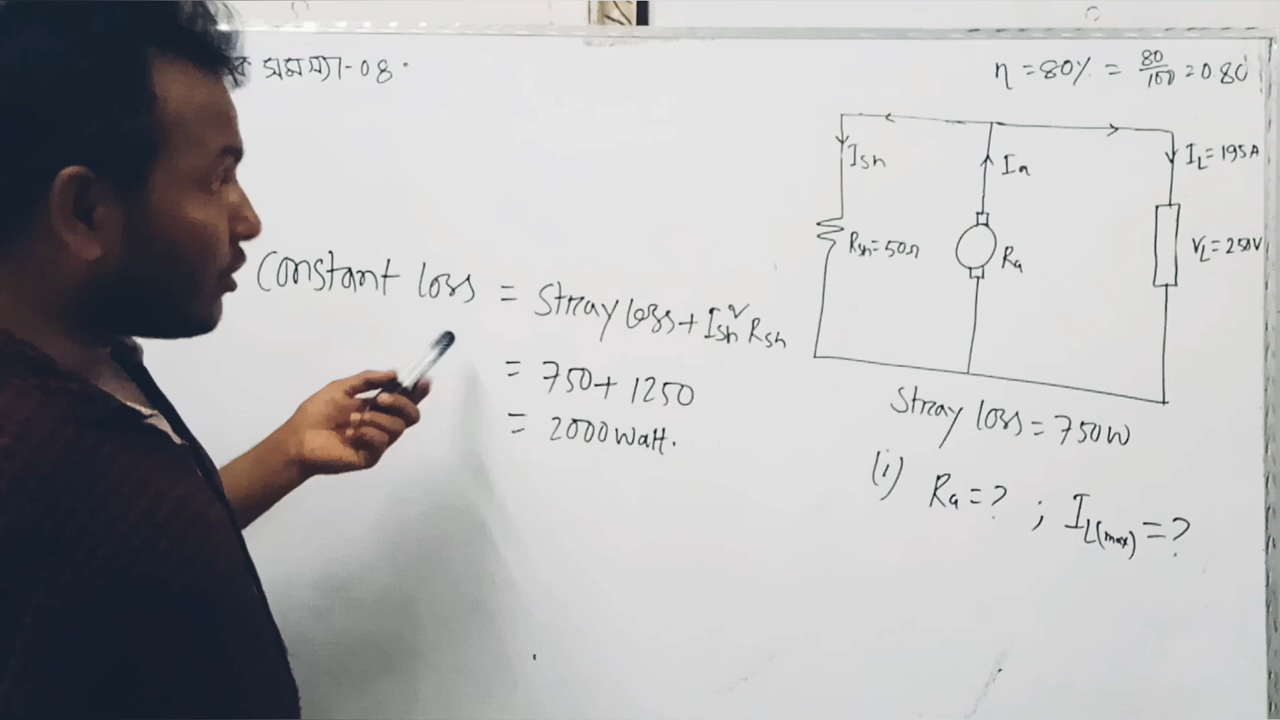 সমস্যা-08.
η = 80% = 80/100 = 0.80
Ish
Ia
IL = 195A
Rsh = 50Ω
Ra
VL = 250V
Constant loss = Stray loss + Ish² Rsh
= 750 + 1250
= 2000 Watt.
Stray loss = 750W
(i) Ra = ? ; IL(max) = ?